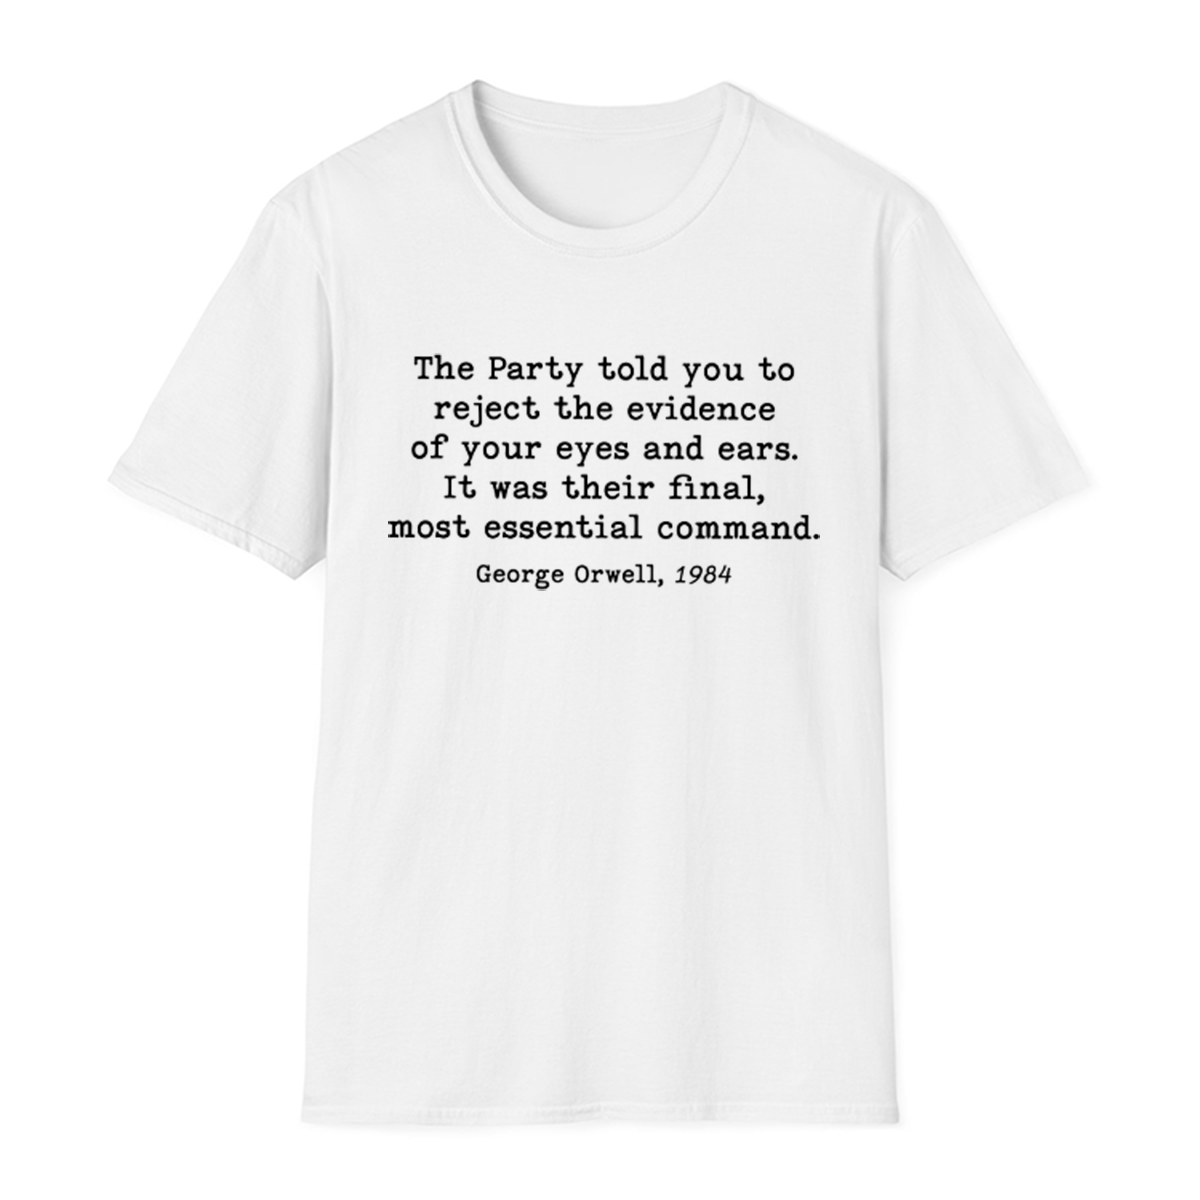 The Party told you to
reject the evidence
of your eyes and ears.
It was their final,
most essential command.
George Orwell, 1984